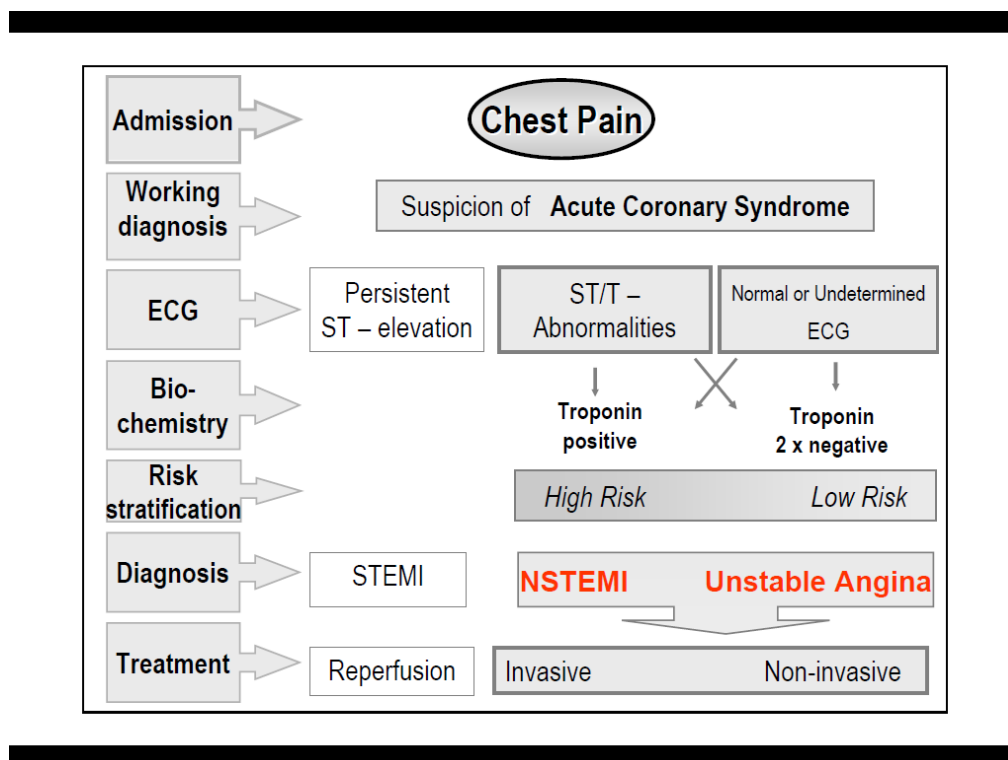 Admission
Chest Pain
Working
diagnosis
Suspicion of Acute Coronary Syndrome
ECG
Persistent
ST – elevation
ST/T –
Abnormalities
Normal or Undetermined
ECG
Bio-
chemistry
Troponin
positive
Troponin
2 x negative
Risk
stratification
High Risk
Low Risk
Diagnosis
STEMI
NSTEMI
Unstable Angina
Treatment
Reperfusion
Invasive
Non-invasive